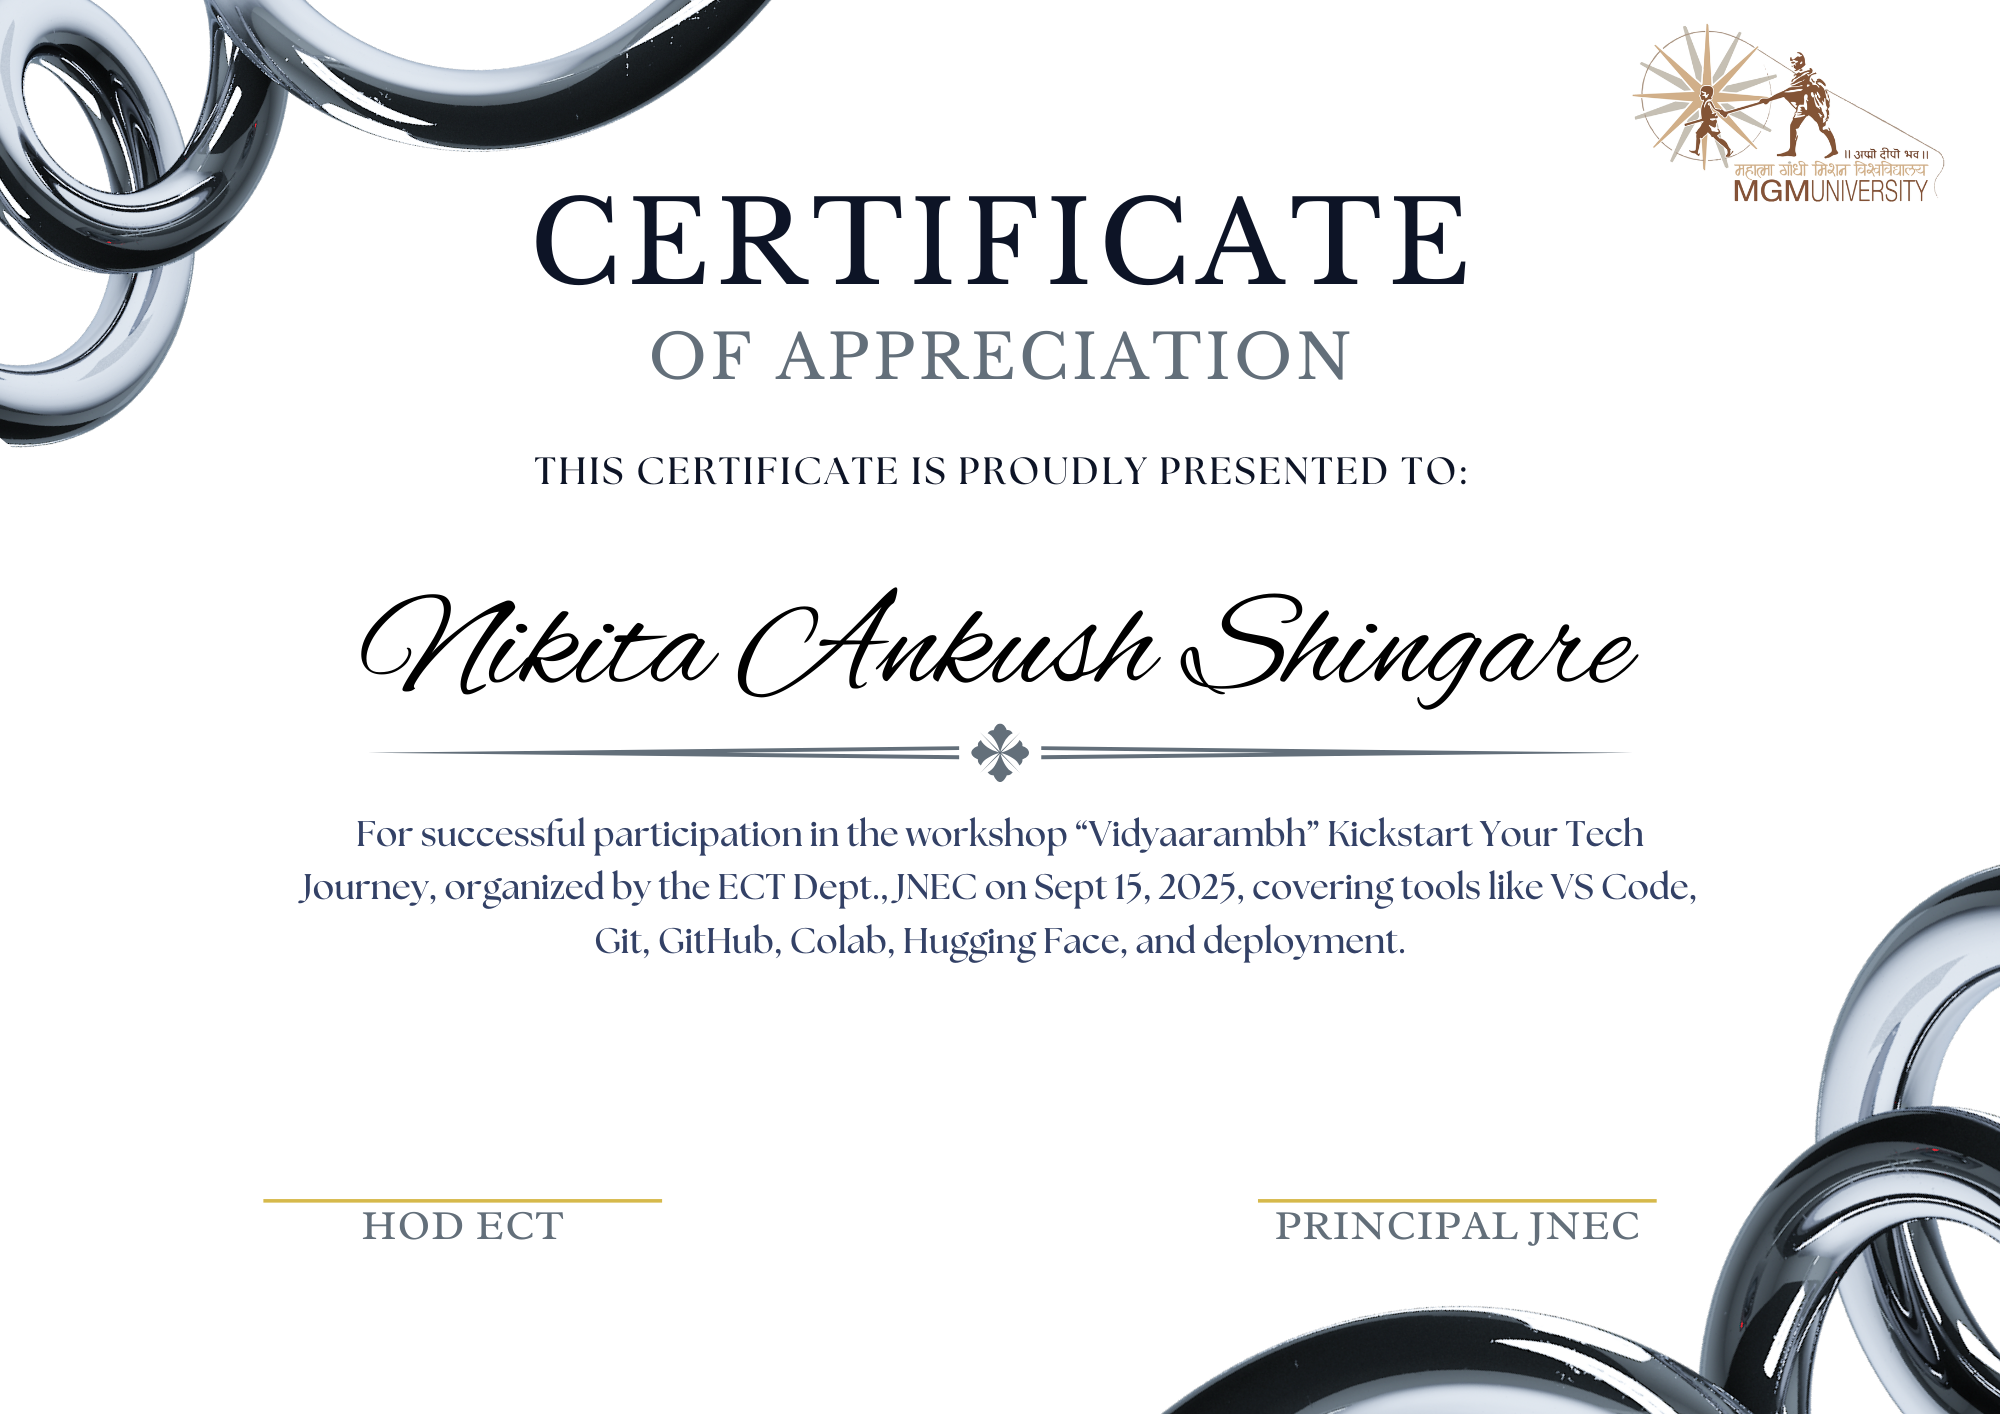 ॥ अप्पो दीपो भव ॥
महात्मा गांधी मिशन विश्वविद्यालय
MGMUNIVERSITY
CERTIFICATE
OF APPRECIATION
THIS CERTIFICATE IS PROUDLY PRESENTED TO:
Nikita Ankush Shingare
For successful participation in the workshop “Vidyaarambh” Kickstart Your Tech
Journey, organized by the ECT Dept., JNEC on Sept 15, 2025, covering tools like VS Code,
Git, GitHub, Colab, Hugging Face, and deployment.
HOD ECT
PRINCIPAL JNEC